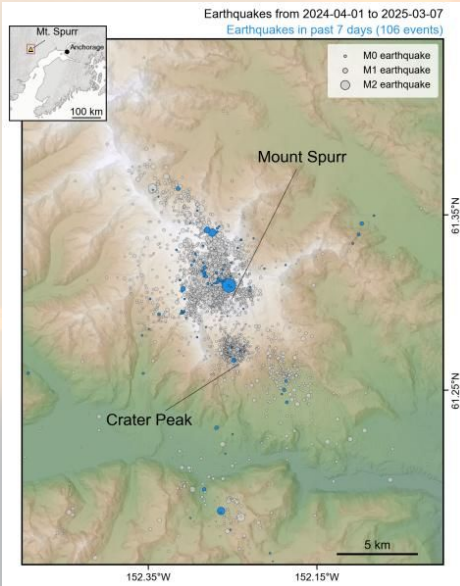 Earthquakes from 2024-04-01 to 2025-03-07
Earthquakes in past 7 days (106 events)
Mt. Spurr
Anchorage
100 km
M0 earthquake
M1 earthquake
M2 earthquake
Mount Spurr
61.35°N
61.25°N
Crater Peak
5 km
152.35°W
152.15°W